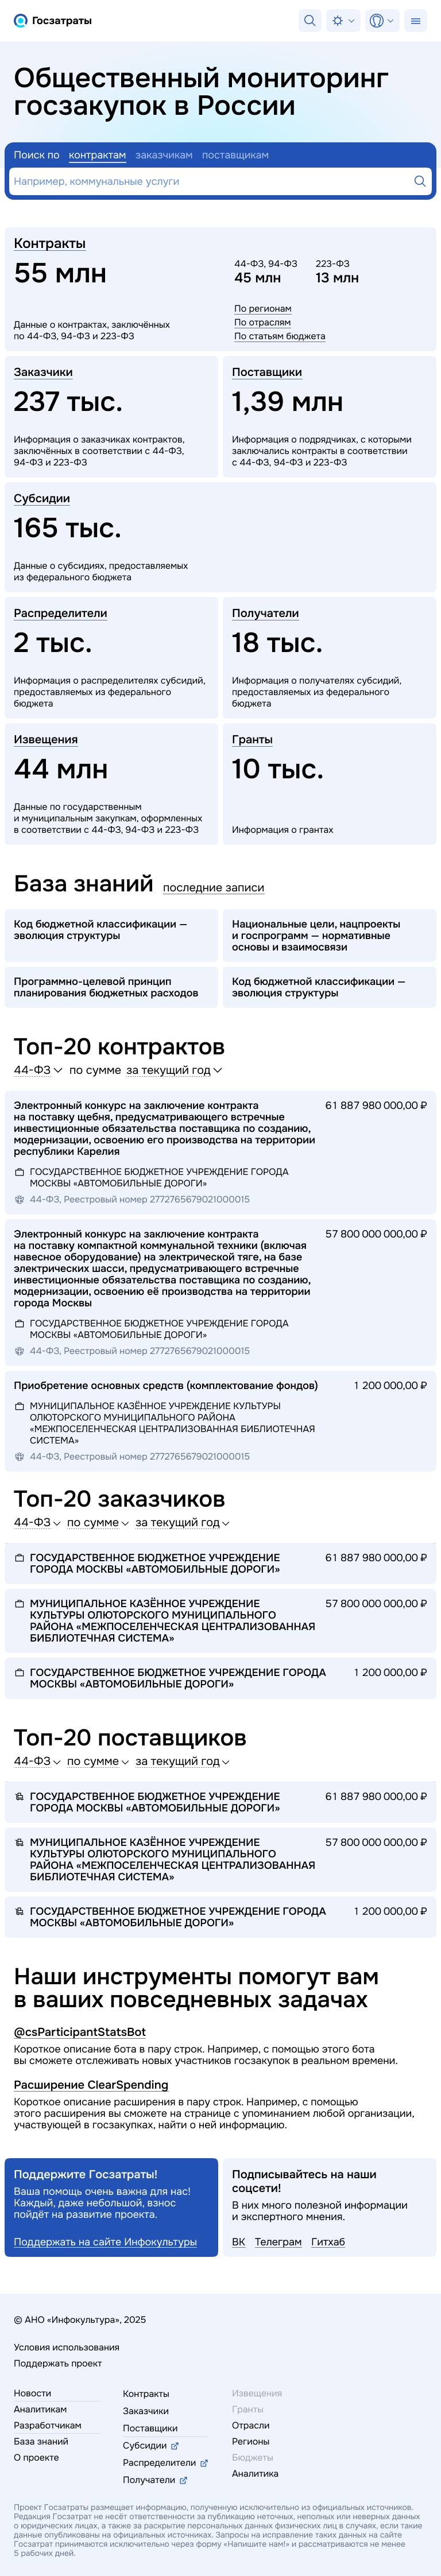 Госзатраты
Общественный мониторинг
госзакупок в России
Поиск по контрактам заказчикам поставщикам
Например, коммунальные услуги
Контракты
55 млн
44-ФЗ, 94-ФЗ
45 млн
223-ФЗ
13 млн
По регионам
По отраслям
По статьям бюджета
Данные о контрактах, заключённых
по 44-ФЗ, 94-ФЗ и 223-ФЗ
Заказчики
237 тыс.
Информация о заказчиках контрактов,
заключённых в соответствии с 44-ФЗ,
94-ФЗ и 223-ФЗ
Поставщики
1,39 млн
Информация о подрядчиках, с которыми
заключались контракты в соответствии
с 44-ФЗ, 94-ФЗ и 223-ФЗ
Субсидии
165 тыс.
Данные о субсидиях, предоставляемых
из федерального бюджета
Распределители
2 тыс.
Информация о распределителях субсидий,
предоставляемых из федерального
бюджета
Получатели
18 тыс.
Информация о получателях субсидий,
предоставляемых из федерального
бюджета
Извещения
44 млн
Данные по государственным
и муниципальным закупкам, оформленных
в соответствии с 44-ФЗ, 94-ФЗ и 223-ФЗ
Гранты
10 тыс.
Информация о грантах
База знаний последние записи
Код бюджетной классификации —
эволюция структуры
Национальные цели, нацпроекты
и госпрограмм — нормативные
основы и взаимосвязи
Программно-целевой принцип
планирования бюджетных расходов
Код бюджетной классификации —
эволюция структуры
Топ-20 контрактов
44-ФЗ по сумме за текущий год
Электронный конкурс на заключение контракта
на поставку щебня, предусматривающего встречные
инвестиционные обязательства поставщика по созданию,
модернизации, освоению его производства на территории
республики Карелия
61 887 980 000,00 ₽
ГОСУДАРСТВЕННОЕ БЮДЖЕТНОЕ УЧРЕЖДЕНИЕ ГОРОДА
МОСКВЫ «АВТОМОБИЛЬНЫЕ ДОРОГИ»
44-ФЗ, Реестровый номер 2772765679021000015
Электронный конкурс на заключение контракта
на поставку компактной коммунальной техники (включая
навесное оборудование) на электрической тяге, на базе
электрических шасси, предусматривающего встречные
инвестиционные обязательства поставщика по созданию,
модернизации, освоению её производства на территории
города Москвы
57 800 000 000,00 ₽
ГОСУДАРСТВЕННОЕ БЮДЖЕТНОЕ УЧРЕЖДЕНИЕ ГОРОДА
МОСКВЫ «АВТОМОБИЛЬНЫЕ ДОРОГИ»
44-ФЗ, Реестровый номер 2772765679021000015
Приобретение основных средств (комплектование фондов)
1 200 000 000,00 ₽
МУНИЦИПАЛЬНОЕ КАЗЁННОЕ УЧРЕЖДЕНИЕ КУЛЬТУРЫ
ОЛЮТОРСКОГО МУНИЦИПАЛЬНОГО РАЙОНА
«МЕЖПОСЕЛЕНЧЕСКАЯ ЦЕНТРАЛИЗОВАННАЯ БИБЛИОТЕЧНАЯ
СИСТЕМА»
44-ФЗ, Реестровый номер 2772765679021000015
Топ-20 заказчиков
44-ФЗ по сумме за текущий год
ГОСУДАРСТВЕННОЕ БЮДЖЕТНОЕ УЧРЕЖДЕНИЕ
ГОРОДА МОСКВЫ «АВТОМОБИЛЬНЫЕ ДОРОГИ»
61 887 980 000,00 ₽
МУНИЦИПАЛЬНОЕ КАЗЁННОЕ УЧРЕЖДЕНИЕ
КУЛЬТУРЫ ОЛЮТОРСКОГО МУНИЦИПАЛЬНОГО
РАЙОНА «МЕЖПОСЕЛЕНЧЕСКАЯ ЦЕНТРАЛИЗОВАННАЯ
БИБЛИОТЕЧНАЯ СИСТЕМА»
57 800 000 000,00 ₽
ГОСУДАРСТВЕННОЕ БЮДЖЕТНОЕ УЧРЕЖДЕНИЕ ГОРОДА
МОСКВЫ «АВТОМОБИЛЬНЫЕ ДОРОГИ»
1 200 000 000,00 ₽
Топ-20 поставщиков
44-ФЗ по сумме за текущий год
ГОСУДАРСТВЕННОЕ БЮДЖЕТНОЕ УЧРЕЖДЕНИЕ
ГОРОДА МОСКВЫ «АВТОМОБИЛЬНЫЕ ДОРОГИ»
61 887 980 000,00 ₽
МУНИЦИПАЛЬНОЕ КАЗЁННОЕ УЧРЕЖДЕНИЕ
КУЛЬТУРЫ ОЛЮТОРСКОГО МУНИЦИПАЛЬНОГО
РАЙОНА «МЕЖПОСЕЛЕНЧЕСКАЯ ЦЕНТРАЛИЗОВАННАЯ
БИБЛИОТЕЧНАЯ СИСТЕМА»
57 800 000 000,00 ₽
ГОСУДАРСТВЕННОЕ БЮДЖЕТНОЕ УЧРЕЖДЕНИЕ ГОРОДА
МОСКВЫ «АВТОМОБИЛЬНЫЕ ДОРОГИ»
1 200 000 000,00 ₽
Наши инструменты помогут вам
в ваших повседневных задачах
@csParticipantStatsBot
Короткое описание бота в пару строк. Например, с помощью этого бота
вы сможете отслеживать новых участников госзакупок в реальном времени.
Расширение ClearSpending
Короткое описание расширения в пару строк. Например, с помощью
этого расширения вы сможете на странице с упоминанием любой организации,
участвующей в госзакупках, найти о ней информацию.
Поддержите Госзатраты!
Ваша помощь очень важна для нас!
Каждый, даже небольшой, взнос
пойдёт на развитие проекта.
Поддержать на сайте Инфокультуры
Подписывайтесь на наши
соцсети!
В них много полезной информации
и экспертного мнения.
ВК Телеграм Гитхаб
© АНО «Инфокультура», 2025
Условия использования
Поддержать проект
Новости
Аналитикам
Разработчикам
База знаний
О проекте
Контракты
Заказчики
Поставщики
Субсидии
Распределители
Получатели
Извещения
Гранты
Отрасли
Регионы
Бюджеты
Аналитика
Проект Госзатраты размещает информацию, полученную исключительно из официальных источников.
Редакция Госзатрат не несёт ответственности за публикацию неточных, неполных или неверных данных
о юридических лицах, а также за раскрытие персональных данных физических лиц в случаях, если такие
данные опубликованы на официальных источниках. Запросы на исправление таких данных на сайте
Госзатрат принимаются исключительно через форму «Напишите нам!» и рассматриваются не менее
5 рабочих дней.